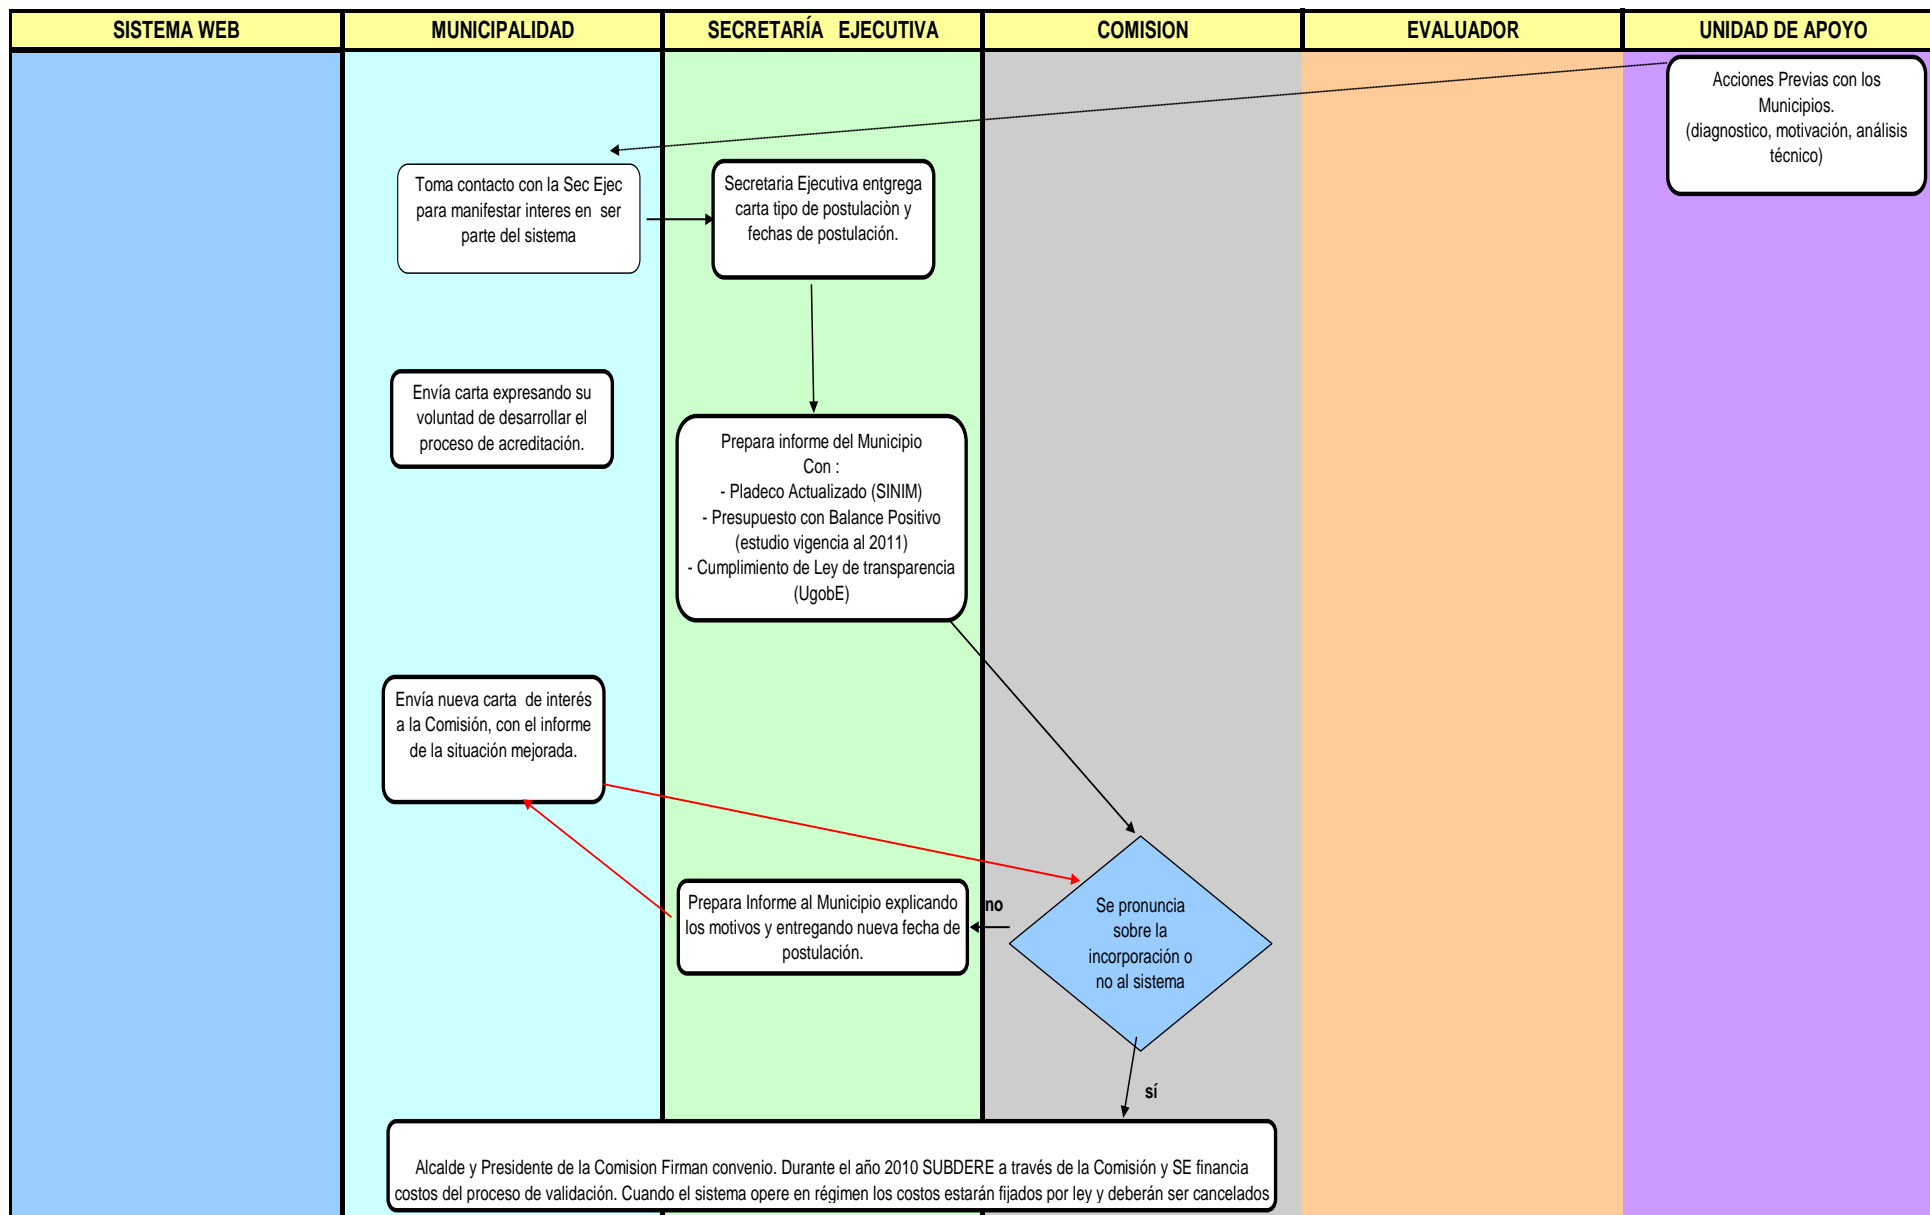 SISTEMA WEB
MUNICIPALIDAD
SECRETARÍA EJECUTIVA
COMISION
EVALUADOR
UNIDAD DE APOYO
Acciones Previas con los
Municipios.
(diagnostico, motivación, análisis
técnico)
Toma contacto con la Sec Ejec
para manifestar interes en ser
parte del sistema
Secretaria Ejecutiva entgrega
carta tipo de postulaciòn y
fechas de postulación.
Envía carta expresando su
voluntad de desarrollar el
proceso de acreditación.
Prepara informe del Municipio
Con :
- Pladeco Actualizado (SINIM)
- Presupuesto con Balance Positivo
(estudio vigencia al 2011)
- Cumplimiento de Ley de transparencia
(UgobE)
Envía nueva carta de interés
a la Comisión, con el informe
de la situación mejorada.
Prepara Informe al Municipio explicando
los motivos y entregando nueva fecha de
postulación.
no
Se pronuncia
sobre la
incorporación o
no al sistema
sí
Alcalde y Presidente de la Comision Firman convenio. Durante el año 2010 SUBDERE a través de la Comisión y SE financia
costos del proceso de validación. Cuando el sistema opere en régimen los costos estarán fijados por ley y deberán ser cancelados